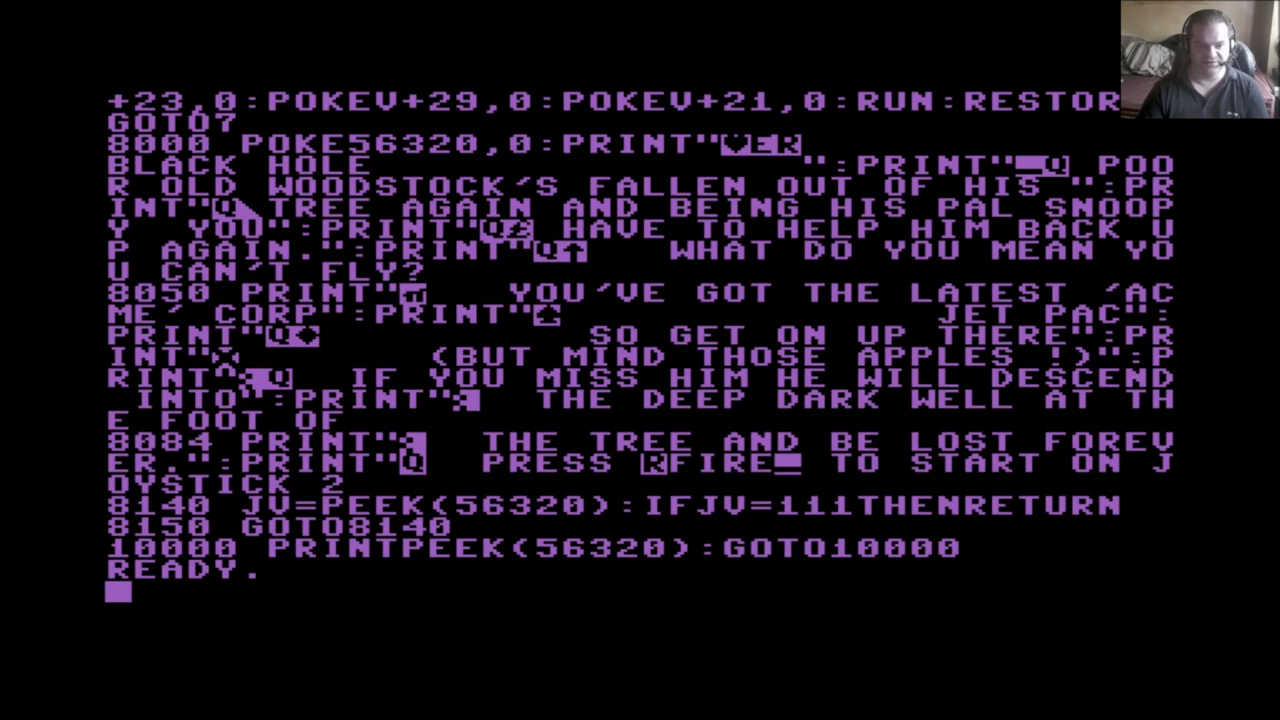 +23,0:POKEV+29,0:POKEV+21,0:RUN:RESTOR
GOTO7
8000 POKE56320,0:PRINT"♥ER
BLACK HOLE ":PRINT" Q POO
R OLD WOODSTOCK'S FALLEN OUT OF HIS ":PR
INT"Q TREE AGAIN AND BEING HIS PAL SNOOP
Y YOU":PRINT"Q£ HAVE TO HELP HIM BACK U
P AGAIN.":PRINT"Q↑ WHAT DO YOU MEAN YO
U CAN'T FLY?
8050 PRINT" YOU'VE GOT THE LATEST 'AC
ME' CORP":PRINT" JET PAC":
PRINT"Q SO GET ON UP THERE":PR
INT" (BUT MIND THOSE APPLES !)":P
RINT" Q IF YOU MISS HIM HE WILL DESCEND
INTO":PRINT" THE DEEP DARK WELL AT TH
E FOOT OF
8084 PRINT" THE TREE AND BE LOST FOREV
ER.":PRINT"Q PRESS RFIRE TO START ON J
OYSTICK 2
8140 JV=PEEK(56320):IFJV=111THENRETURN
8150 GOTO8140
10000 PRINTPEEK(56320):GOTO10000
READY.